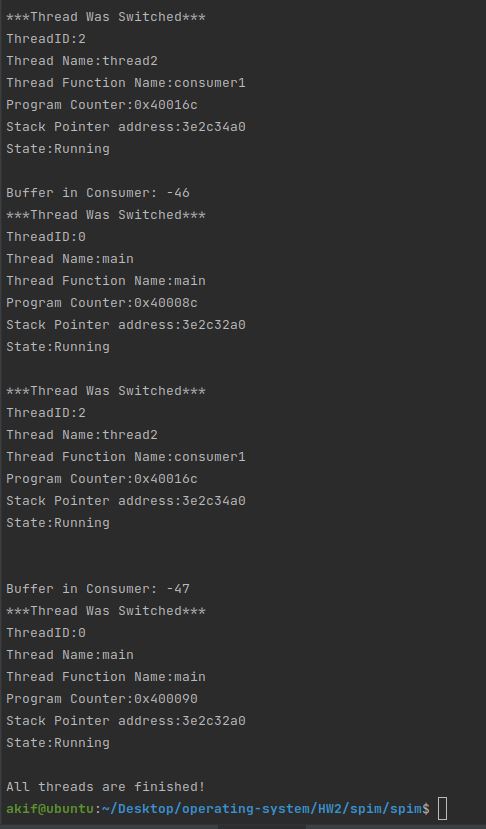 ***Thread Was Switched***
ThreadID:2
Thread Name:thread2
Thread Function Name:consumer1
Program Counter:0x40016c
Stack Pointer address:3e2c34a0
State:Running
Buffer in Consumer: -46
***Thread Was Switched***
ThreadID:0
Thread Name:main
Thread Function Name:main
Program Counter:0x40008c
Stack Pointer address:3e2c32a0
State:Running
***Thread Was Switched***
ThreadID:2
Thread Name:thread2
Thread Function Name:consumer1
Program Counter:0x40016c
Stack Pointer address:3e2c34a0
State:Running
Buffer in Consumer: -47
***Thread Was Switched***
ThreadID:0
Thread Name:main
Thread Function Name:main
Program Counter:0x400090
Stack Pointer address:3e2c32a0
State:Running
All threads are finished!
akif@ubuntu:~/Desktop/operating-system/HW2/spim/spim$